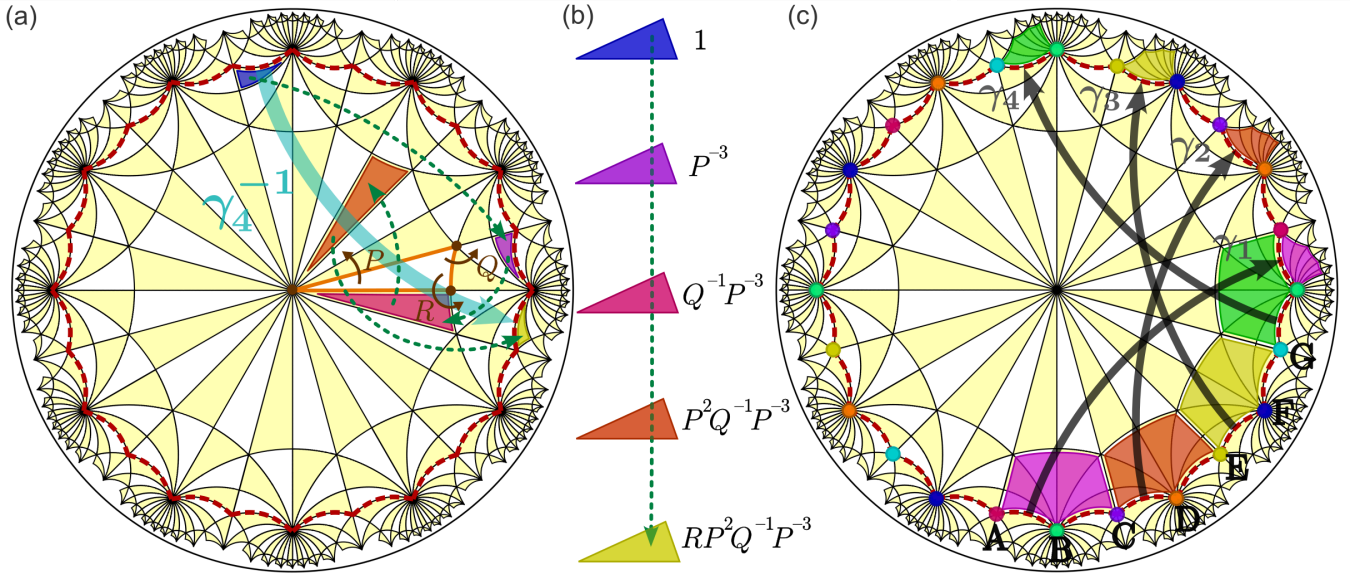 (a)
γ₄⁻¹
P
Q
R
(b)
1
P⁻³
Q⁻¹P⁻³
P²Q⁻¹P⁻³
RP²Q⁻¹P⁻³
(c)
γ₄
γ₃
γ₂
γ₁
G
F
E
D
A
B
C